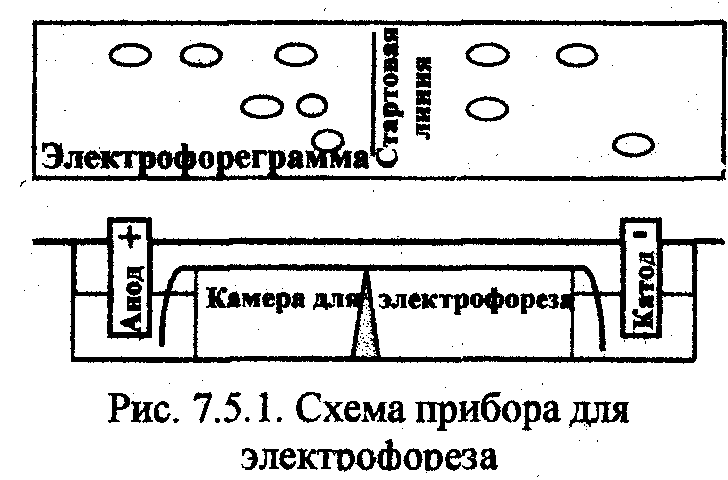 Стартовая
линия
Электрофореграмма
Анод +
Катод -
Камера для электрофореза
Рис. 7.5.1. Схема прибора для
электрофореза